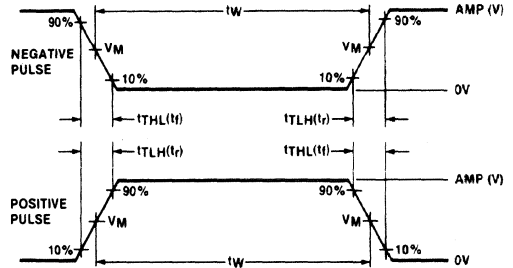 tW
AMP (V)
90%
90%
VM
VM
NEGATIVE
PULSE
10%
10%
0V
tTHL(tf)
tTLH(tr)
tTLH(tr)
tTHL(tf)
AMP (V)
90%
90%
POSITIVE
PULSE
VM
VM
10%
10%
tW
0V